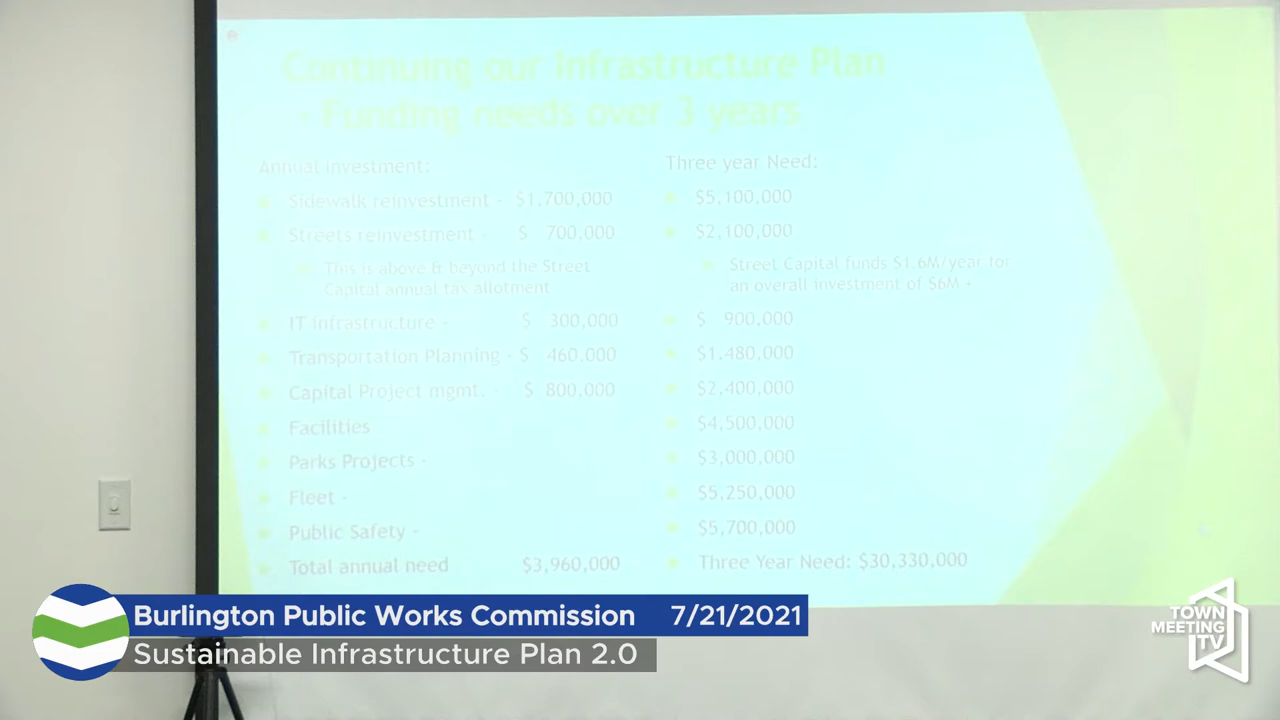 Continuing our Infrastructure Plan
- Funding needs over 3 years
Annual investment:
Sidewalk reinvestment - $1,700,000
Streets reinvestment - $ 700,000
This is above & beyond the Street
Capital annual tax allotment
IT Infrastructure - $ 300,000
Transportation Planning - $ 460,000
Capital Project mgmt. - $ 800,000
Facilities
Parks Projects -
Fleet -
Public Safety -
Total annual need $3,960,000
Three year Need:
$5,100,000
$2,100,000
Street Capital funds $1.6M/year for
an overall investment of $6M -
$ 900,000
$1,480,000
$2,400,000
$4,500,000
$3,000,000
$5,250,000
$5,700,000
Three Year Need: $30,330,000
Burlington Public Works Commission 7/21/2021
Sustainable Infrastructure Plan 2.0
TOWN
MEETING
TV